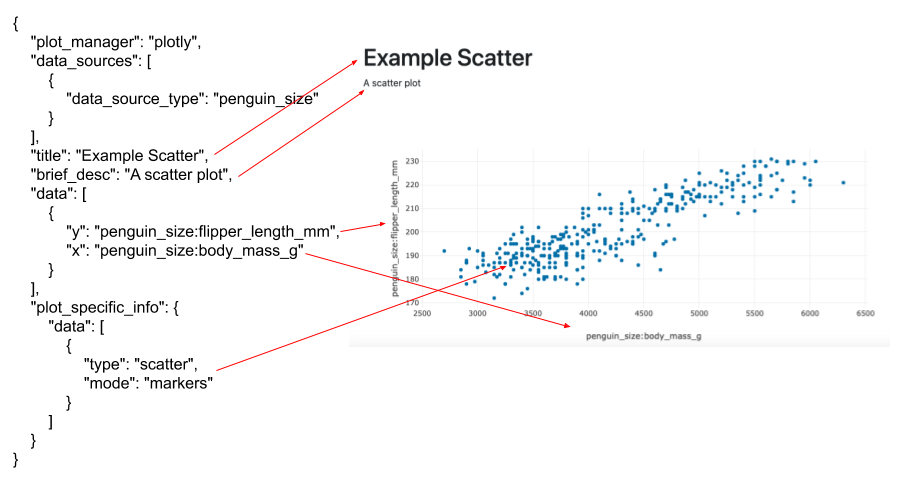 {
"plot_manager": "plotly",
"data_sources": [
{
"data_source_type": "penguin_size"
}
],
"title": "Example Scatter",
"brief_desc": "A scatter plot",
"data": [
{
"y": "penguin_size:flipper_length_mm",
"x": "penguin_size:body_mass_g"
}
],
"plot_specific_info": {
"data": [
{
"type": "scatter",
"mode": "markers"
}
]
}
}
Example Scatter
A scatter plot
penguin_size:flipper_length_mm
230
220
210
200
190
180
170
2500 3000 3500 4000 4500 5000 5500 6000 6500
penguin_size:body_mass_g